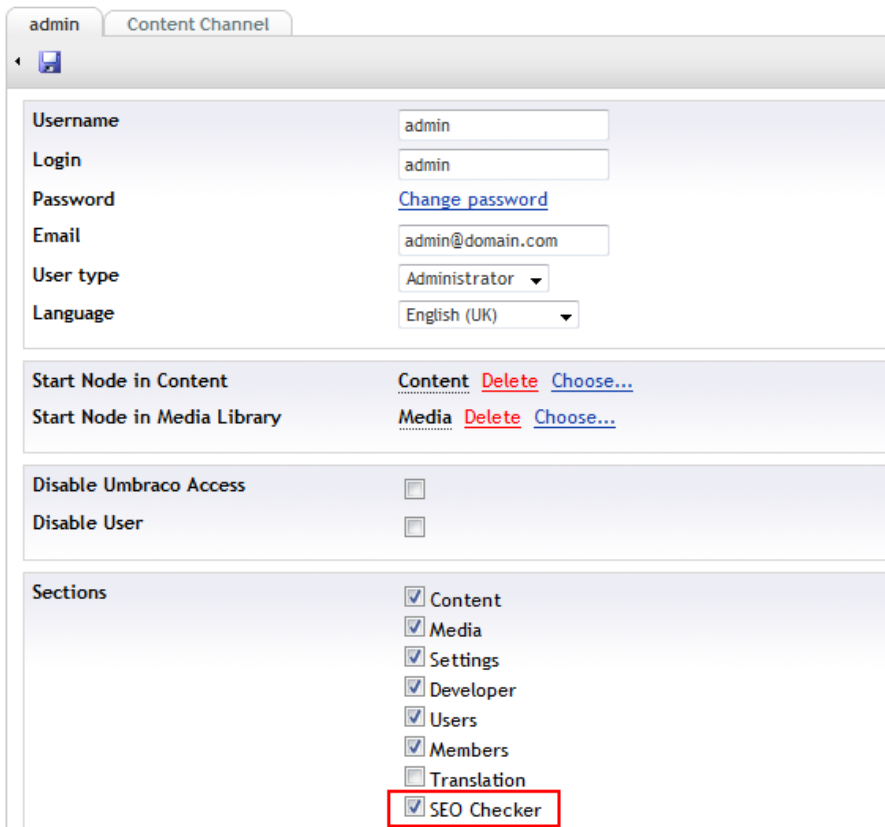 admin Content Channel
Username admin
Login admin
Password Change password
Email admin@domain.com
User type Administrator
Language English (UK)
Start Node in Content Content Delete Choose...
Start Node in Media Library Media Delete Choose...
Disable Umbraco Access
Disable User
Sections Content
Media
Settings
Developer
Users
Members
Translation
SEO Checker